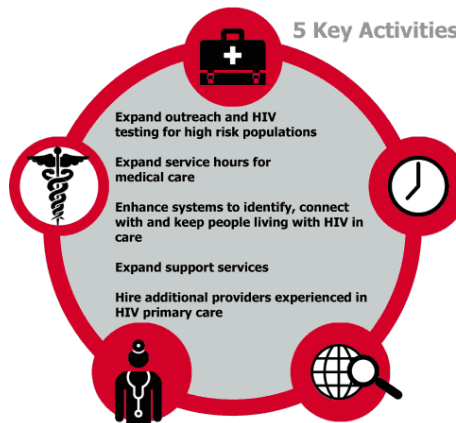 5 Key Activities
Expand outreach and HIV
testing for high risk populations
Expand service hours for
medical care
Enhance systems to identify, connect
with and keep people living with HIV in
care
Expand support services
Hire additional providers experienced in
HIV primary care